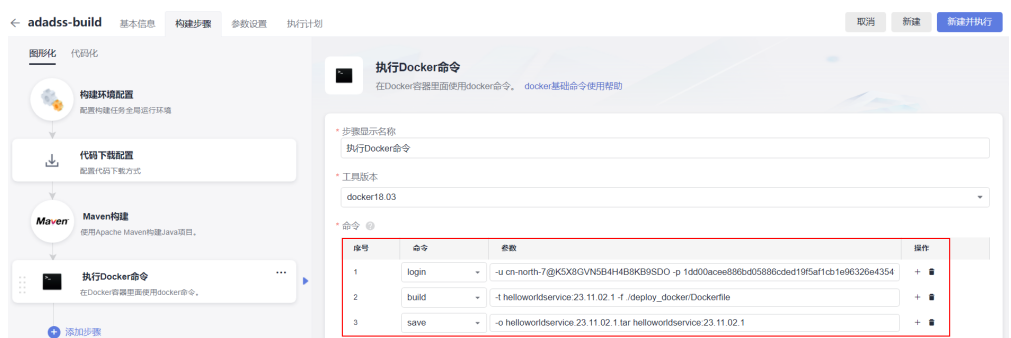 ← adadss-build 基本信息 构建步骤 参数设置 执行计划 取消 新建 新建并执行
图形化 代码化
构建环境配置
配置构建任务全局运行环境
代码下载配置
配置代码下载方式
Maven
Maven构建
使用Apache Maven构建Java项目。
执行Docker命令 ...
在Docker容器里面使用docker命令。
添加步骤
执行Docker命令
在Docker容器里面使用docker命令。 docker基础命令使用帮助
* 步骤显示名称
执行Docker命令
* 工具版本
docker18.03
* 命令
序号 命令 参数 操作
1 login -u cn-north-7@K5X8GVN5B4H4B8KB9SDO -p 1dd00acee886bd05886cded19f5af1cb1e96326e4354
2 build -t helloworldservice:23.11.02.1 -f ./deploy_docker/Dockerfile
3 save -o helloworldservice.23.11.02.1.tar helloworldservice:23.11.02.1